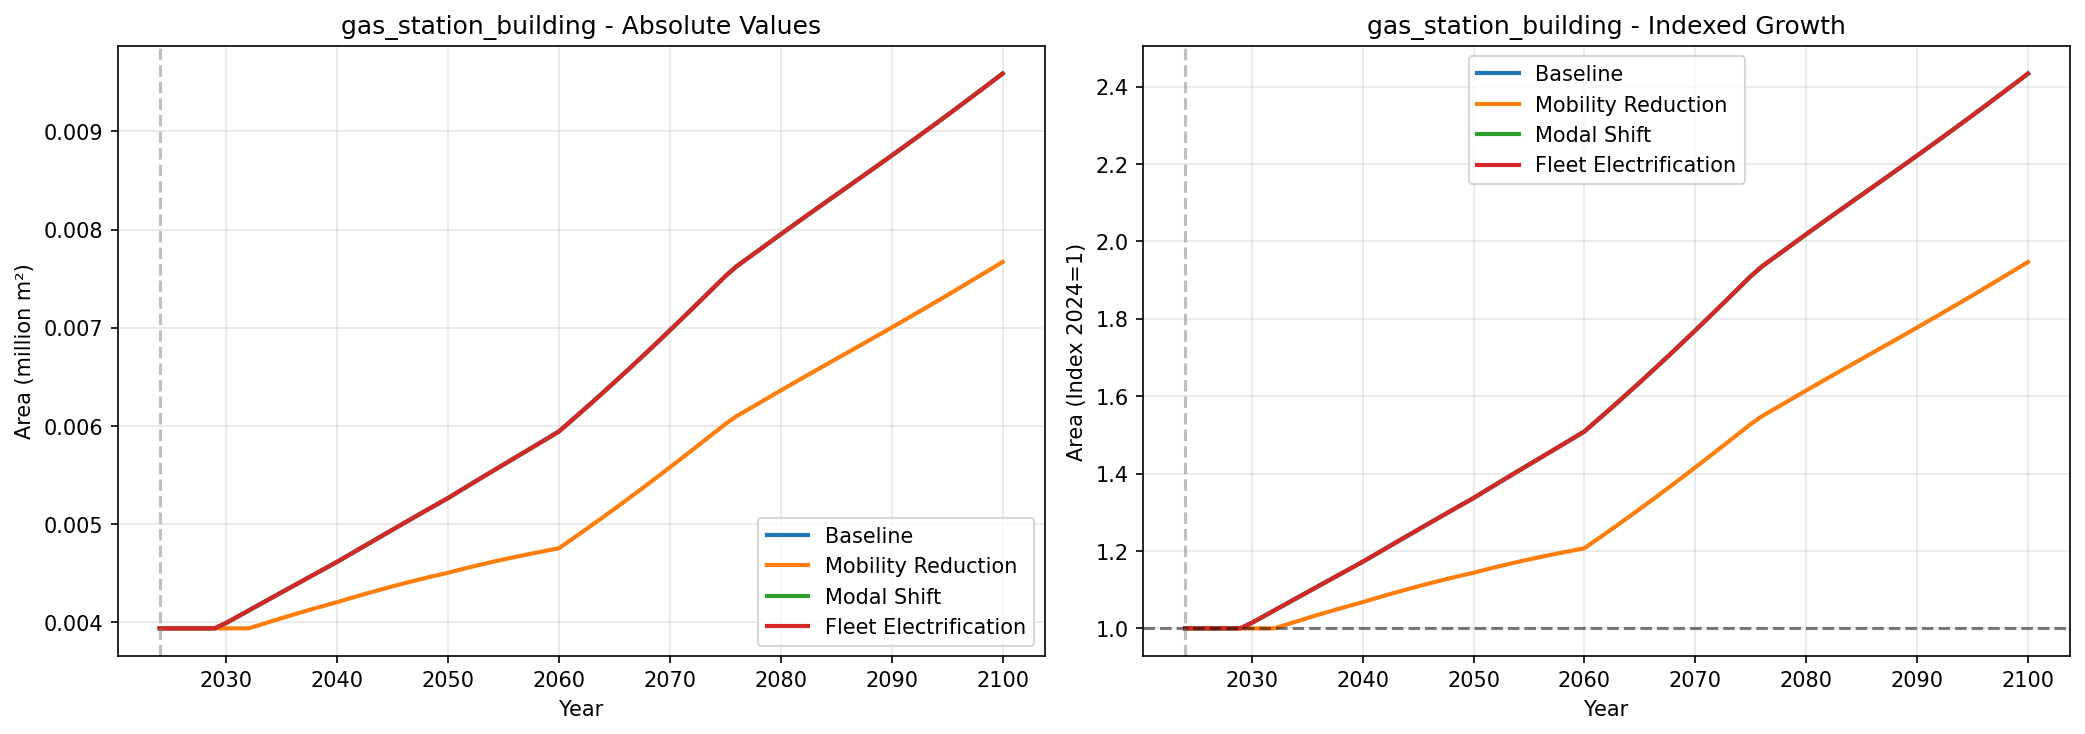 gas_station_building - Absolute Values
Area (million m²)
0.009
0.008
0.007
0.006
0.005
0.004
Baseline
Mobility Reduction
Modal Shift
Fleet Electrification
2030 2040 2050 2060 2070 2080 2090 2100
Year
gas_station_building - Indexed Growth
Area (Index 2024=1)
2.4
2.2
2.0
1.8
1.6
1.4
1.2
1.0
Baseline
Mobility Reduction
Modal Shift
Fleet Electrification
2030 2040 2050 2060 2070 2080 2090 2100
Year